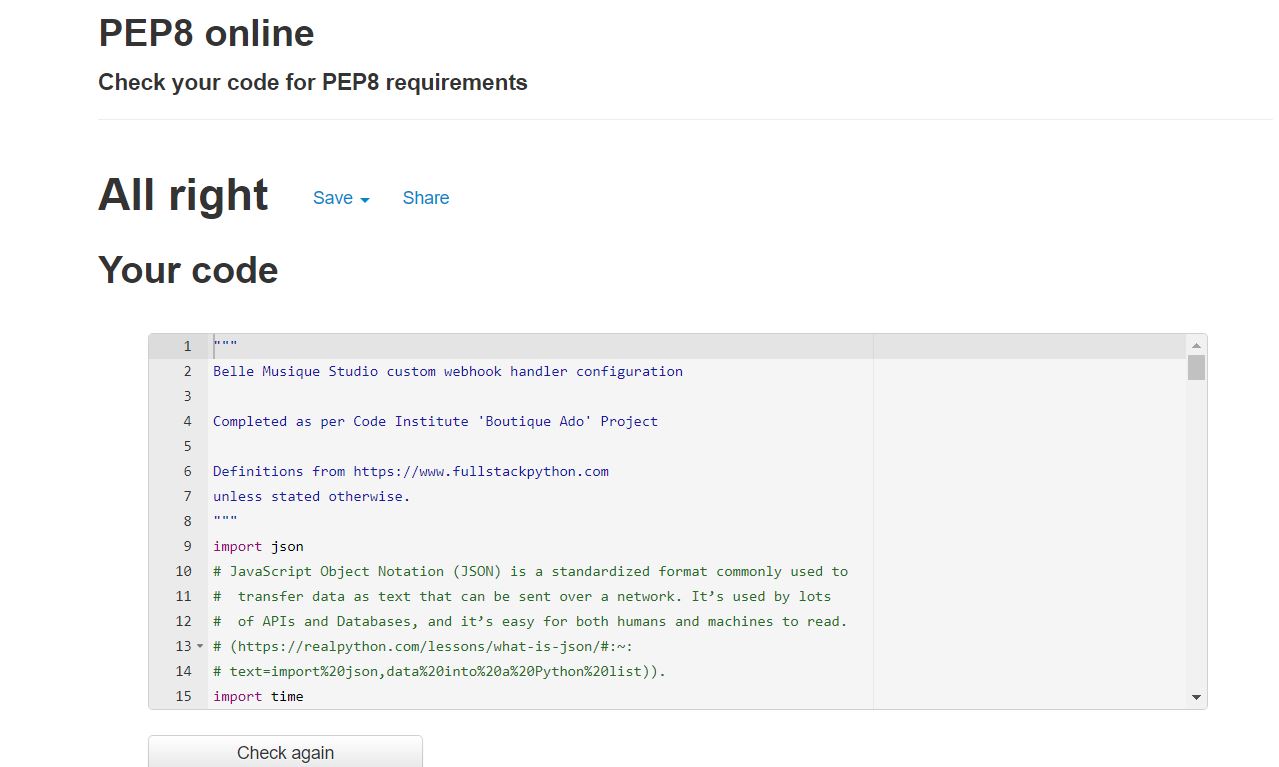 PEP8 online
Check your code for PEP8 requirements
All right Save Share
Your code
1 """
2 Belle Musique Studio custom webhook handler configuration
3
4 Completed as per Code Institute 'Boutique Ado' Project
5
6 Definitions from https://www.fullstackpython.com
7 unless stated otherwise.
8 """
9 import json
10 # JavaScript Object Notation (JSON) is a standardized format commonly used to
11 #  transfer data as text that can be sent over a network. It’s used by lots
12 #  of APIs and Databases, and it’s easy for both humans and machines to read.
13 # (https://realpython.com/lessons/what-is-json/#:~:
14 # text=import%20json,data%20into%20a%20Python%20list)).
15 import time
Check again